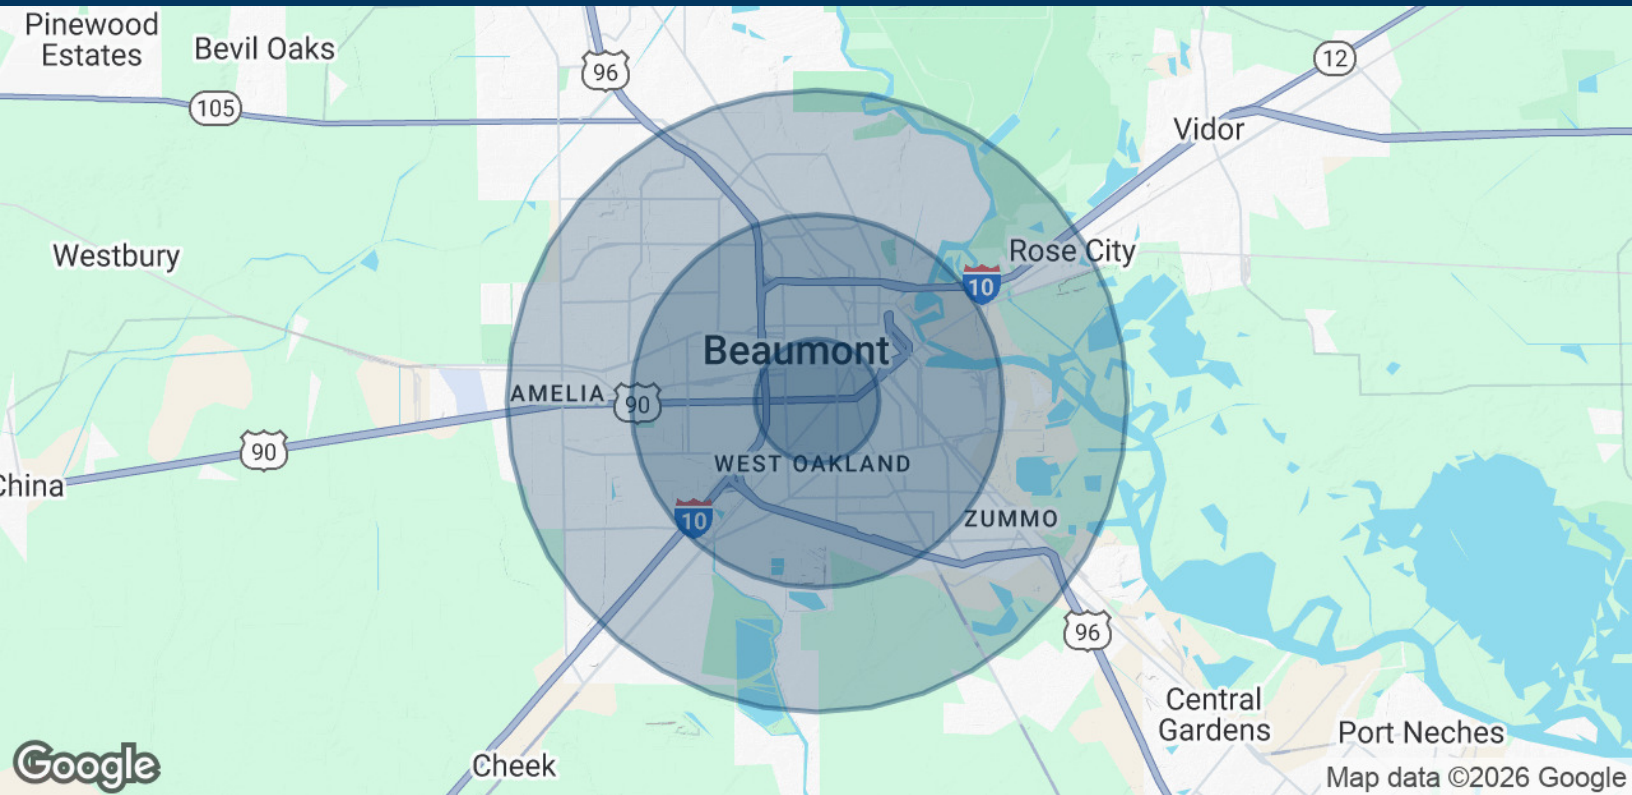 Pinewood
Estates
Bevil Oaks
96
12
105
Vidor
Westbury
Rose City
10
Beaumont
AMELIA
90
90
WEST OAKLAND
China
10
ZUMMO
96
Central
Gardens
Port Neches
Cheek
Google
Map data ©2026 Google